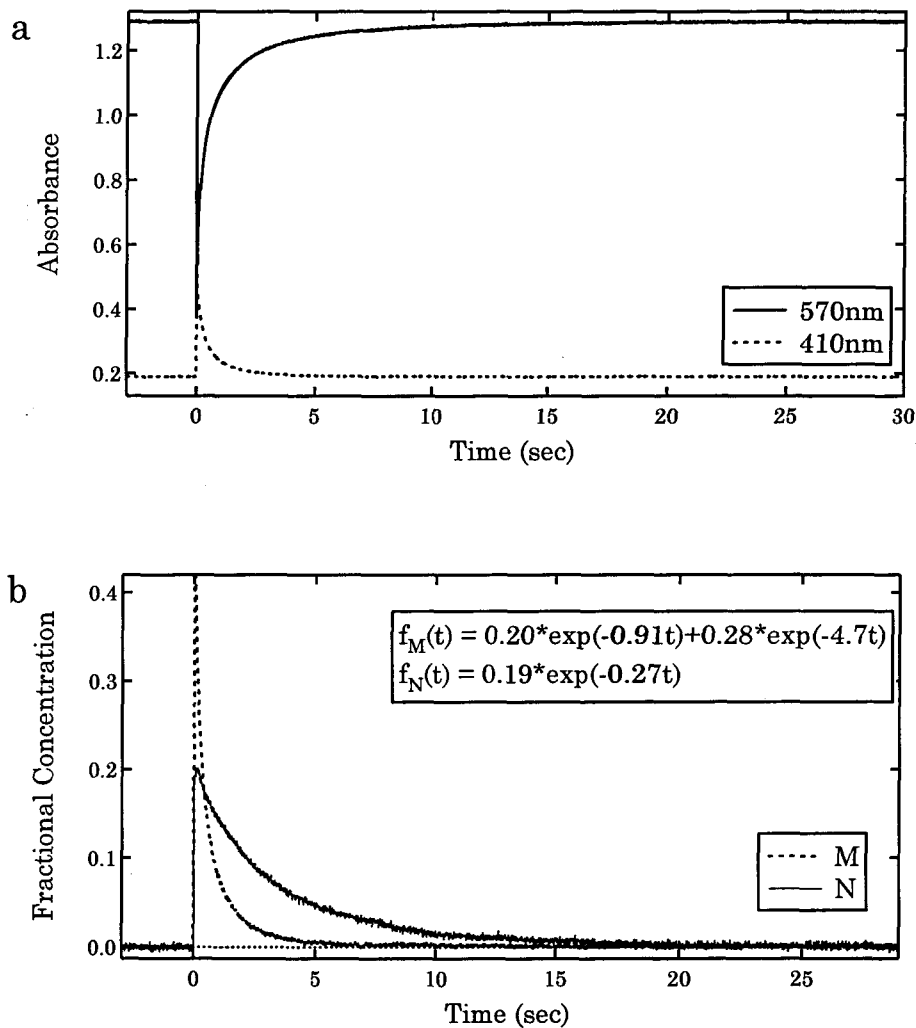 a
Absorbance
1.2
1.0
0.8
0.6
0.4
0.2
570nm
410nm
0 5 10 15 20 25 30
Time (sec)
b
Fractional Concentration
0.4
0.3
0.2
0.1
0.0
f_M(t) = 0.20*exp(-0.91t)+0.28*exp(-4.7t)
f_N(t) = 0.19*exp(-0.27t)
M
N
0 5 10 15 20 25
Time (sec)